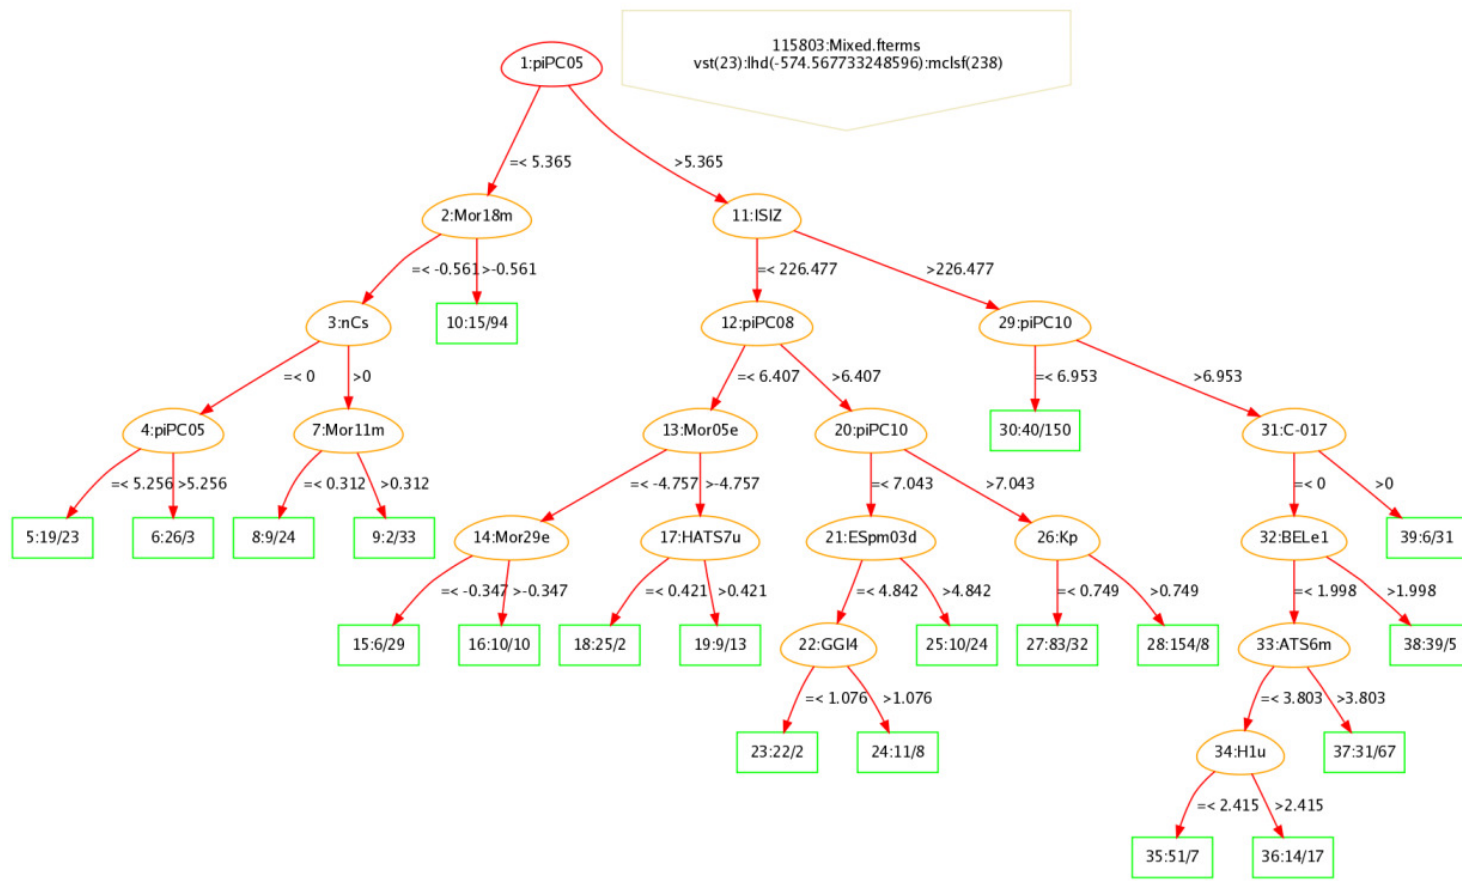 115803:Mixed.fterms
vst(23):lhd(-574.567733248596):mclsf(238)
1:piPC05
=< 5.365
>5.365
2:Mor18m
11:ISIZ
=< -0.561
>-0.561
=< 226.477
>226.477
3:nCs
10:15/94
12:piPC08
29:piPC10
=< 0
>0
=< 6.407
>6.407
=< 6.953
>6.953
4:piPC05
7:Mor11m
13:Mor05e
20:piPC10
30:40/150
31:C-017
=< 5.256
>5.256
=< 0.312
>0.312
=< -4.757
>-4.757
=< 7.043
>7.043
=< 0
>0
5:19/23
6:26/3
8:9/24
9:2/33
14:Mor29e
17:HATS7u
21:ESpm03d
26:Kp
32:BELe1
39:6/31
=< -0.347
>-0.347
=< 0.421
>0.421
=< 4.842
>4.842
=< 0.749
>0.749
=< 1.998
>1.998
15:6/29
16:10/10
18:25/2
19:9/13
22:GGI4
25:10/24
27:83/32
28:154/8
33:ATS6m
38:39/5
=< 1.076
>1.076
=< 3.803
>3.803
23:22/2
24:11/8
34:H1u
37:31/67
=< 2.415
>2.415
35:51/7
36:14/17